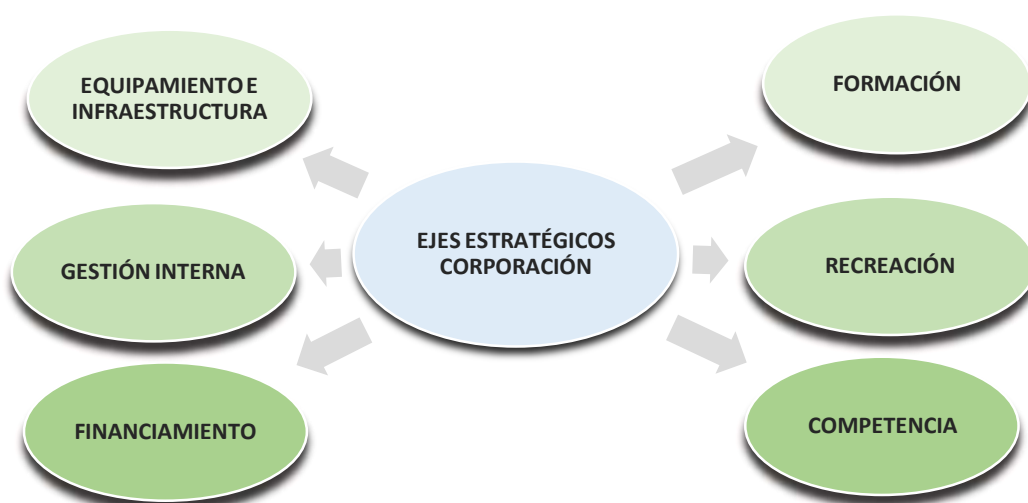 EQUIPAMIENTO E
INFRAESTRUCTURA
FORMACIÓN
EJES ESTRATÉGICOS
CORPORACIÓN
GESTIÓN INTERNA
RECREACIÓN
FINANCIAMIENTO
COMPETENCIA